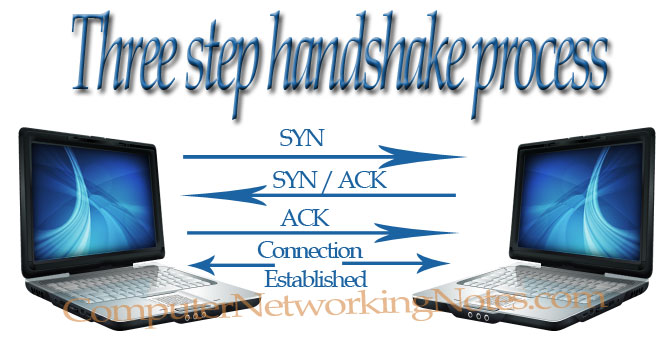 Three step handshake process
SYN
SYN / ACK
ACK
Connection
Established
ComputerNetworkingNotes.com